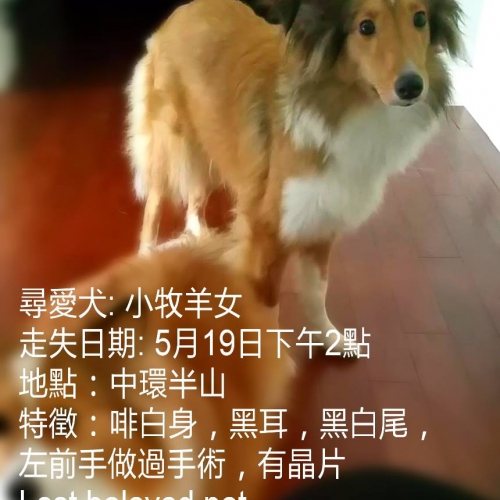 尋愛犬: 小牧羊女
走失日期: 5月19日下午2點
地點：中環半山
特徵：啡白身，黑耳，黑白尾，
左前手做過手術，有晶片
Lost beloved pet